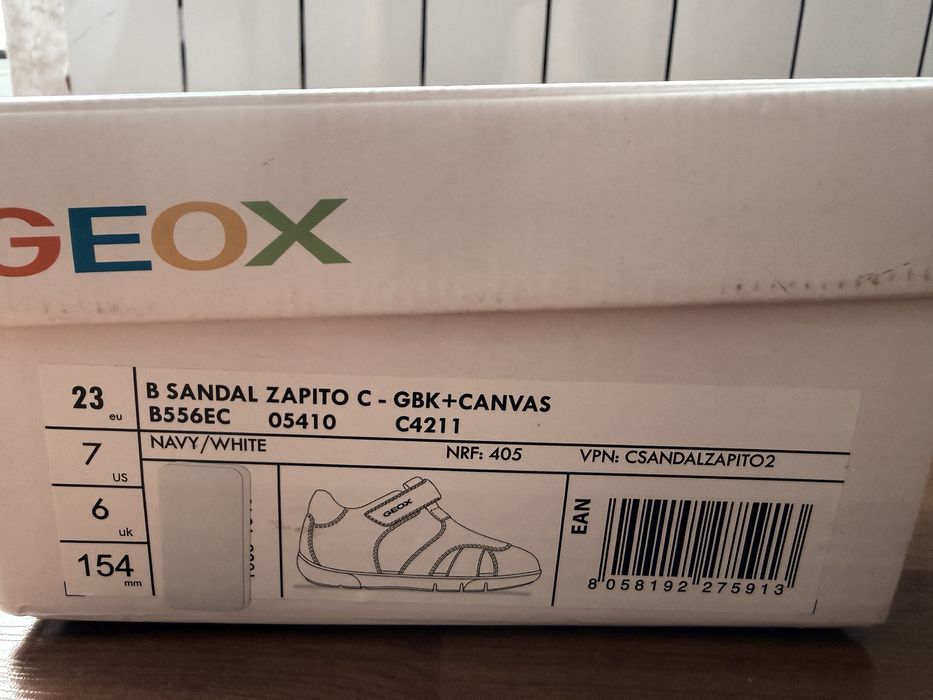 GEOX
23 eu
B SANDAL ZAPITO C - GBK+CANVAS
B556EC 05410 C4211
7 US
NAVY/WHITE NRF: 405 VPN: CSANDALZAPITO2
6 uk
154 mm
GEOX
EAN
8 058192 275913